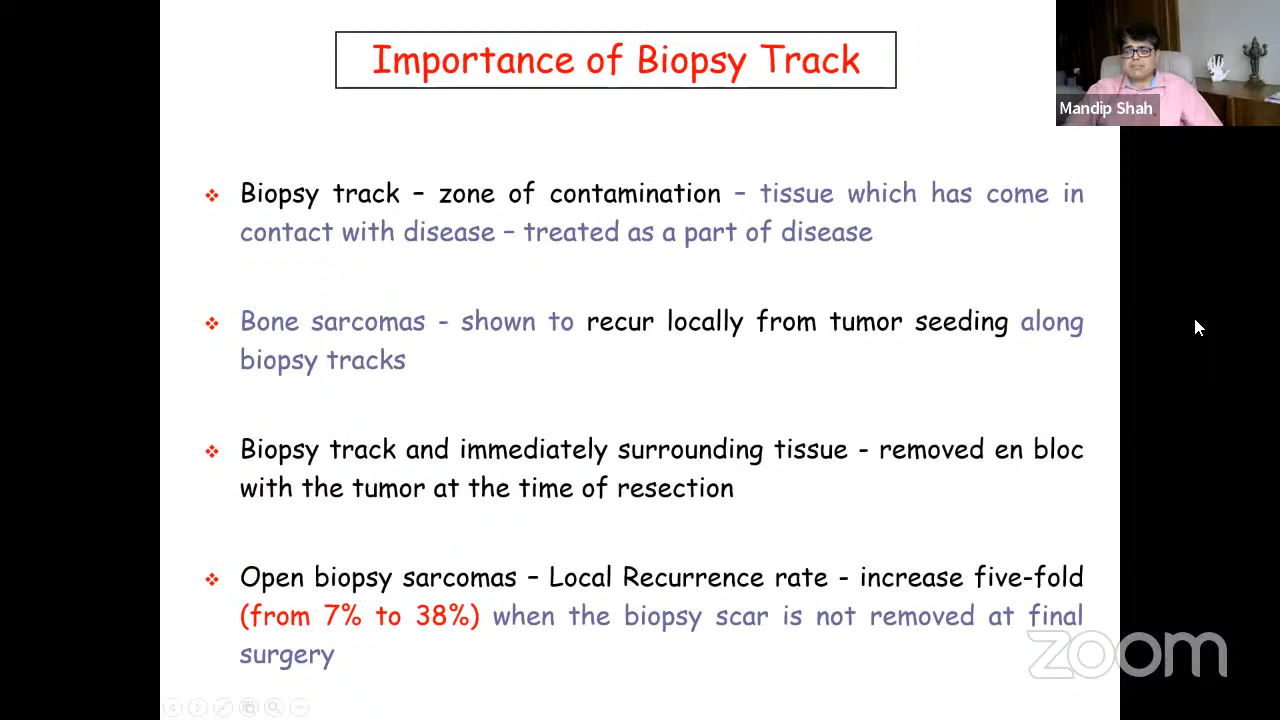 Importance of Biopsy Track
Mandip Shah
Biopsy track – zone of contamination – tissue which has come in
contact with disease – treated as a part of disease
Bone sarcomas - shown to recur locally from tumor seeding along
biopsy tracks
Biopsy track and immediately surrounding tissue - removed en bloc
with the tumor at the time of resection
Open biopsy sarcomas – Local Recurrence rate - increase five-fold
(from 7% to 38%) when the biopsy scar is not removed at final
surgery
zoom